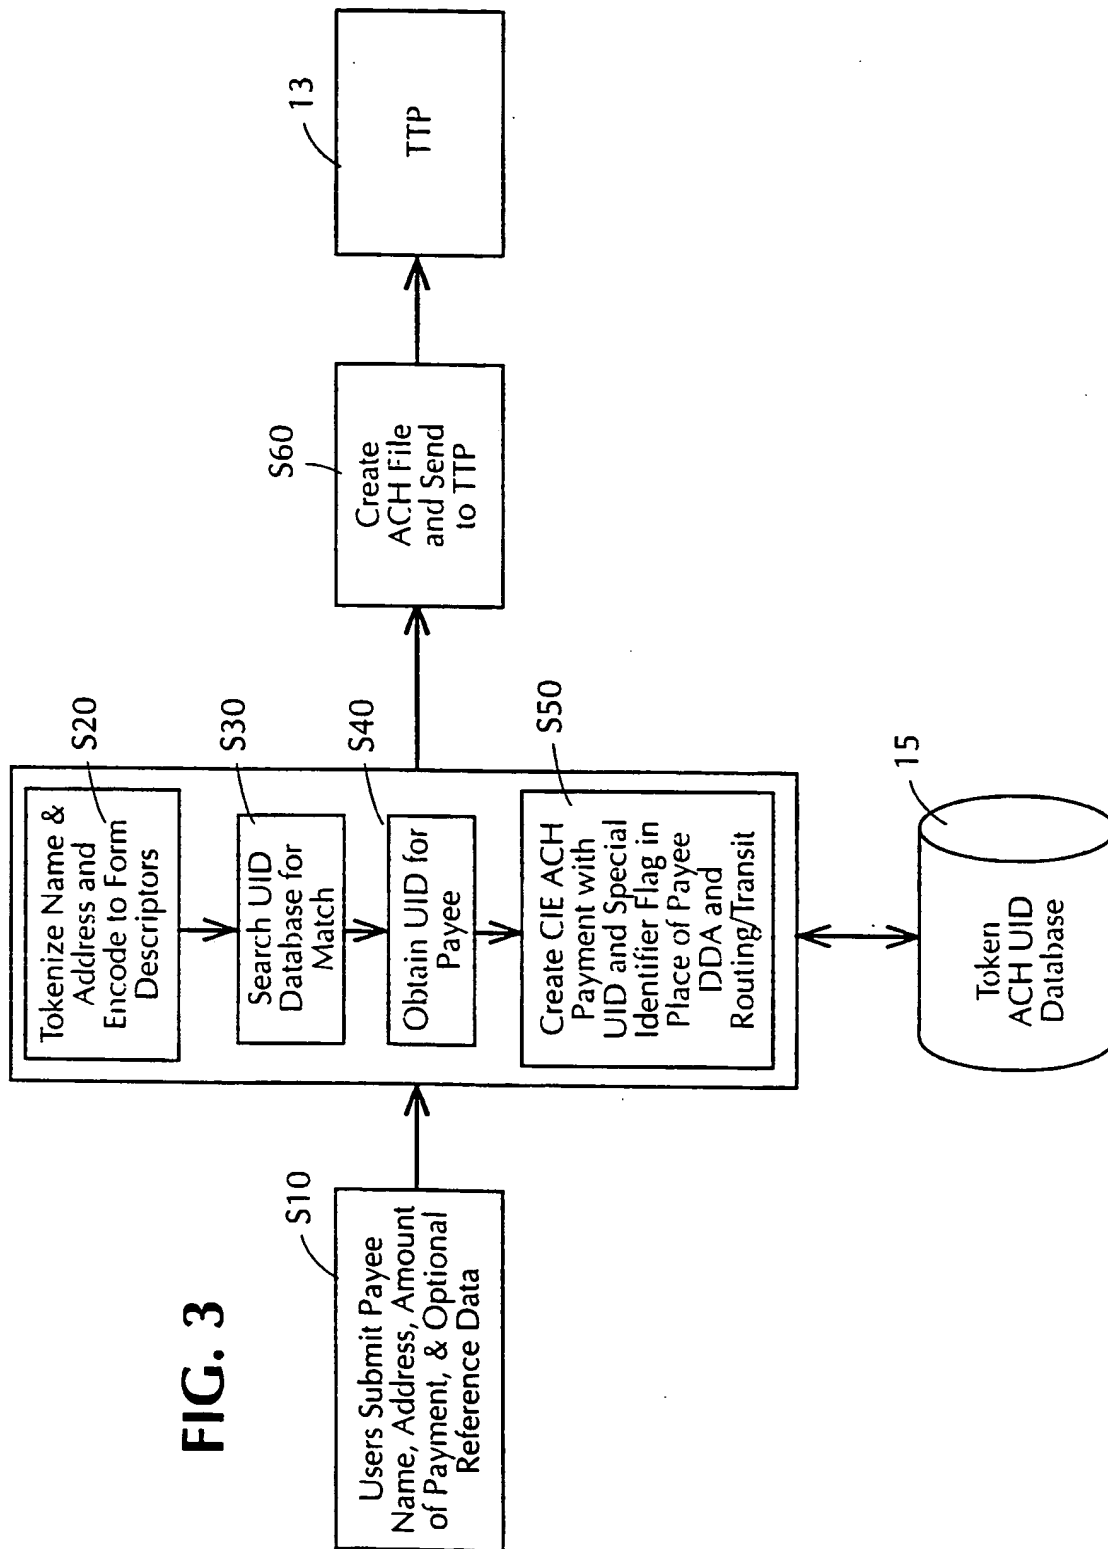 FIG. 3
S10
Users Submit Payee
Name, Address, Amount
of Payment, & Optional
Reference Data
S20
Tokenize Name &
Address and
Encode to Form
Descriptors
S30
Search UID
Database for
Match
S40
Obtain UID for
Payee
S50
Create CIE ACH
Payment with
UID and Special
Identifier Flag in
Place of Payee
DDA and
Routing/Transit
15
Token
ACH UID
Database
S60
Create
ACH File
and Send
to TTP
13
TTP